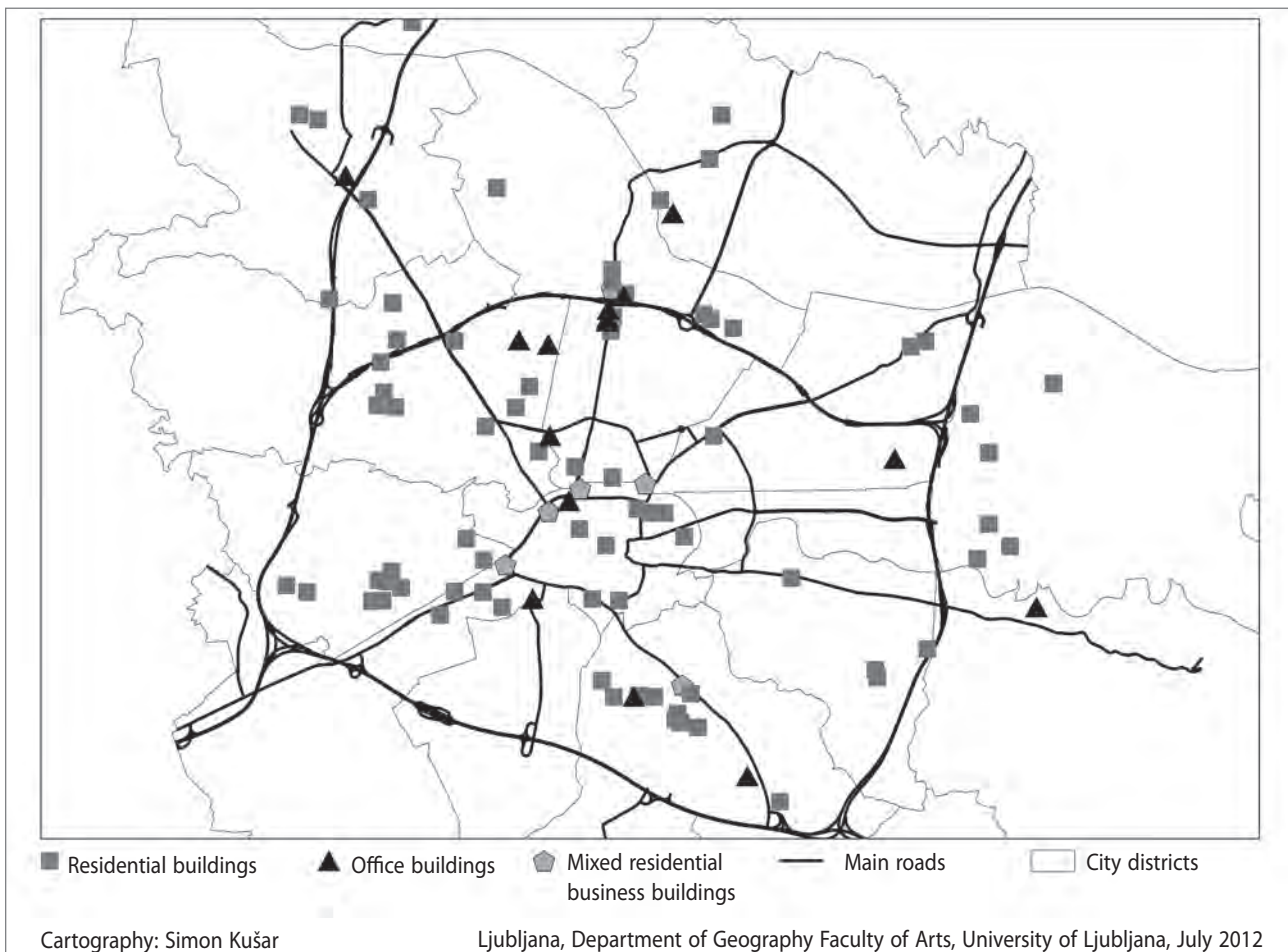 Residential buildings
Office buildings
Mixed residential
business buildings
Main roads
City districts
Cartography: Simon Kušar
Ljubljana, Department of Geography Faculty of Arts, University of Ljubljana, July 2012